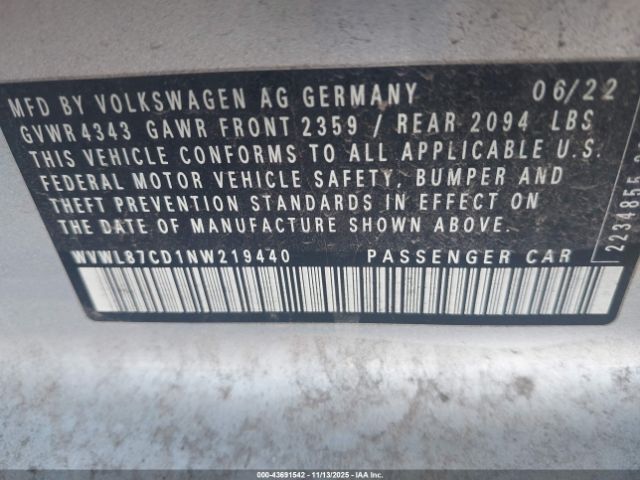 MFD BY VOLKSWAGEN AG GERMANY 06/22
GVWR 4343 GAWR FRONT 2359 / REAR 2094 LBS
THIS VEHICLE CONFORMS TO ALL APPLICABLE U.S.
FEDERAL MOTOR VEHICLE SAFETY, BUMPER AND
THEFT PREVENTION STANDARDS IN EFFECT ON
THE DATE OF MANUFACTURE SHOWN ABOVE.
WVWL87CD1NW219440 PASSENGER CAR
2234855
000-43691542 | 11/13/2025 | IAA Inc.